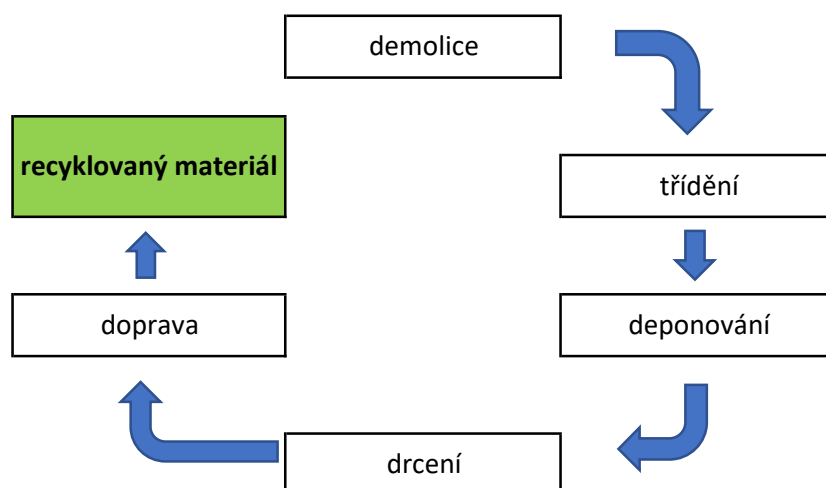 demolice
recyklovaný materiál
třídění
doprava
deponování
drcení